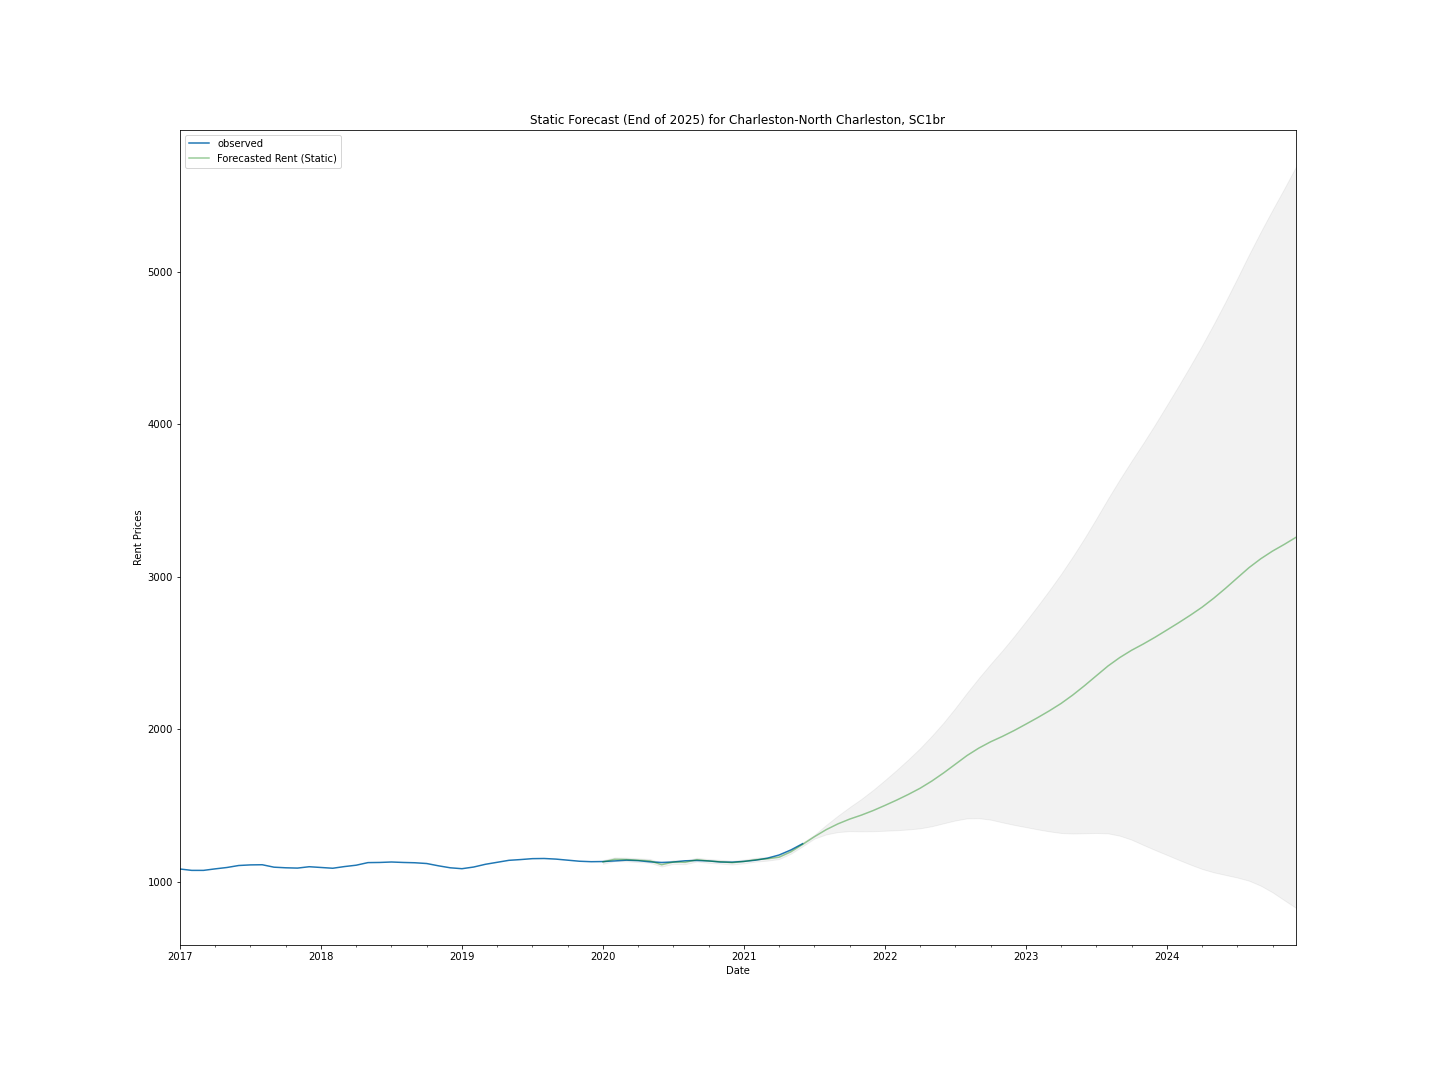 Static Forecast (End of 2025) for Charleston-North Charleston, SC1br
observed
Forecasted Rent (Static)
5000
4000
3000
2000
1000
Rent Prices
2017 2018 2019 2020 2021 2022 2023 2024
Date